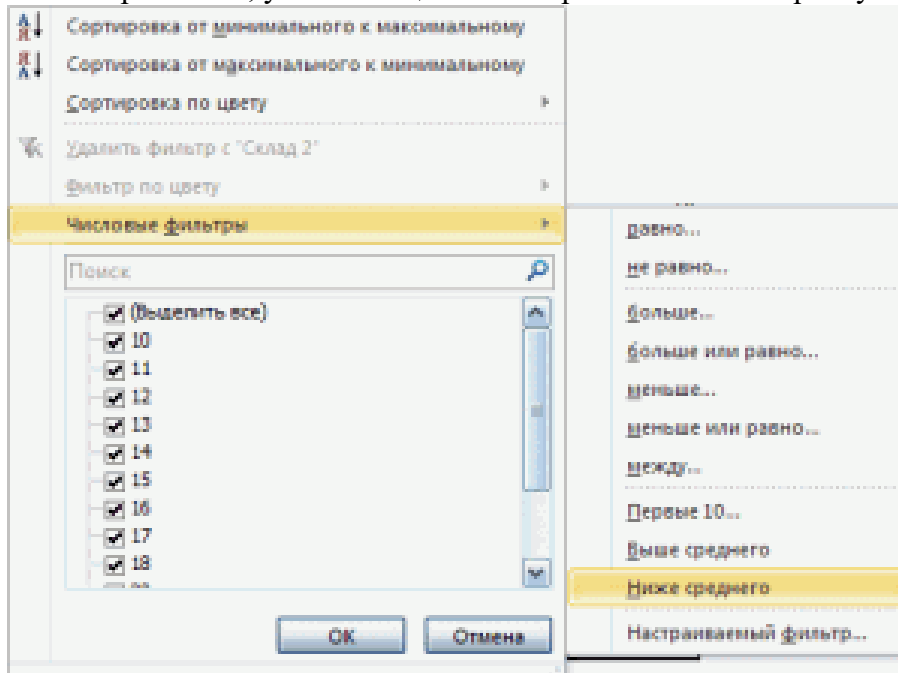 Сортировка от минимального к максимальному
Сортировка от максимального к минимальному
Сортировка по цвету
Удалить фильтр с "Склад 2"
Фильтр по цвету
Числовые фильтры
Поиск
(Выделить все)
10
11
12
13
14
15
16
17
18
ОК Отмена
равно...
не равно...
больше...
больше или равно...
меньше...
меньше или равно...
между...
Первые 10...
Выше среднего
Ниже среднего
Настраиваемый фильтр...